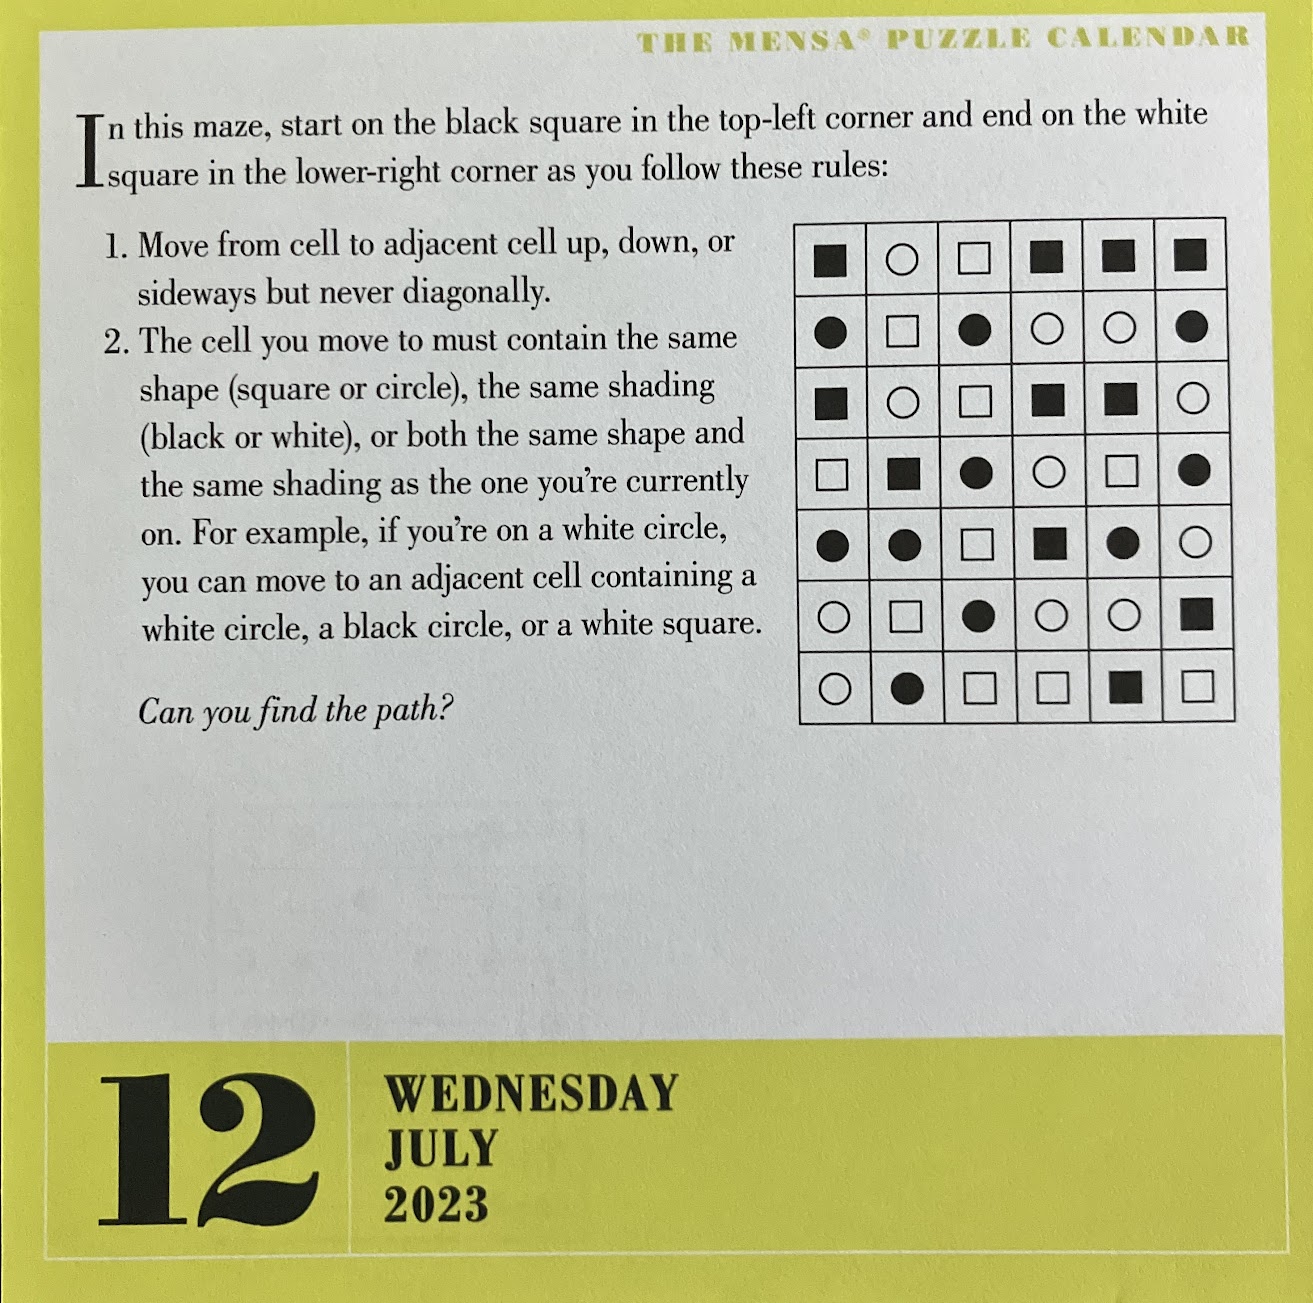 THE MENSA® PUZZLE CALENDAR
In this maze, start on the black square in the top-left corner and end on the white
square in the lower-right corner as you follow these rules:
1. Move from cell to adjacent cell up, down, or
sideways but never diagonally.
2. The cell you move to must contain the same
shape (square or circle), the same shading
(black or white), or both the same shape and
the same shading as the one you’re currently
on. For example, if you’re on a white circle,
you can move to an adjacent cell containing a
white circle, a black circle, or a white square.
Can you find the path?
12
WEDNESDAY
JULY
2023